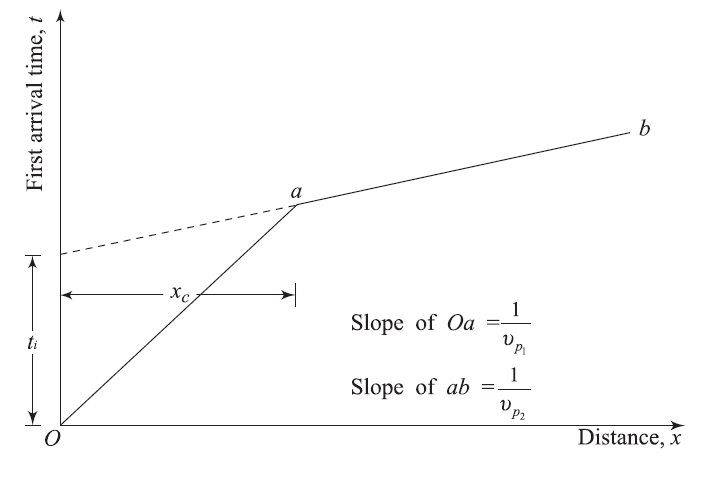 First arrival time, t
b
a
x_c
t_i
Slope of Oa = 1/υ_p₁
Slope of ab = 1/υ_p₂
O
Distance, x